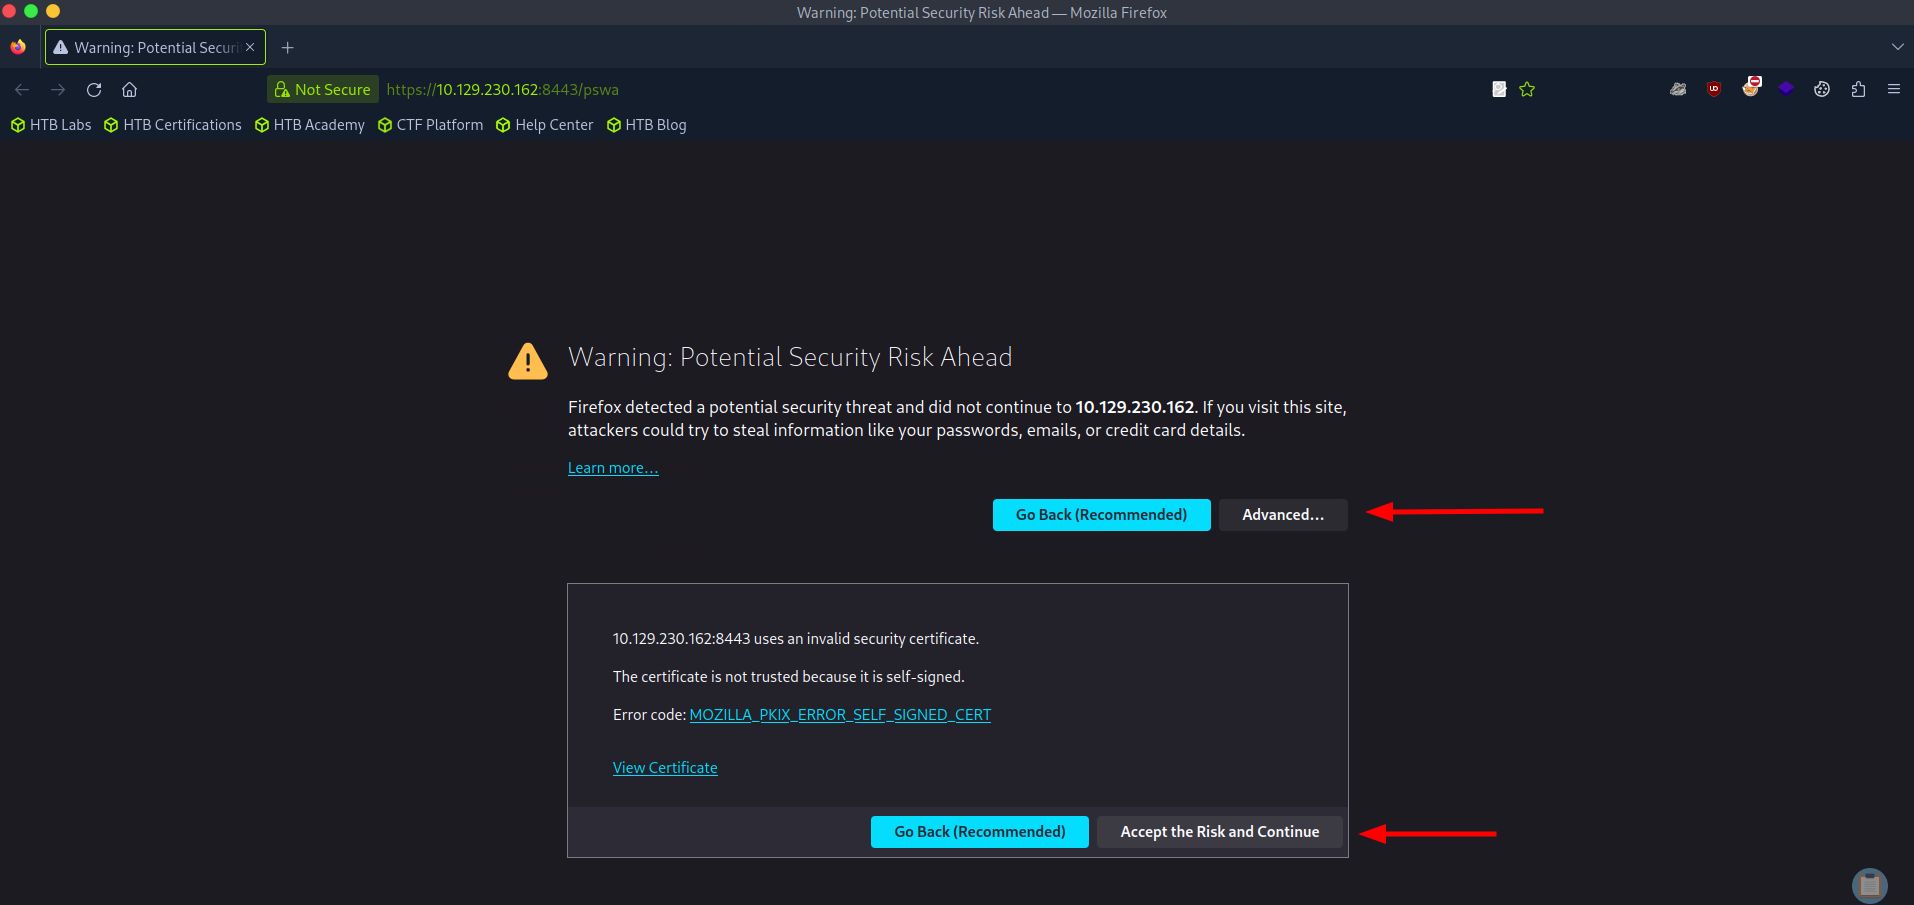 Warning: Potential Security Risk Ahead — Mozilla Firefox
Warning: Potential Securi
Not Secure https://10.129.230.162:8443/pswa
HTB Labs HTB Certifications HTB Academy CTF Platform Help Center HTB Blog
Warning: Potential Security Risk Ahead
Firefox detected a potential security threat and did not continue to 10.129.230.162. If you visit this site,
attackers could try to steal information like your passwords, emails, or credit card details.
Learn more…
Go Back (Recommended) Advanced…
10.129.230.162:8443 uses an invalid security certificate.
The certificate is not trusted because it is self-signed.
Error code: MOZILLA_PKIX_ERROR_SELF_SIGNED_CERT
View Certificate
Go Back (Recommended) Accept the Risk and Continue